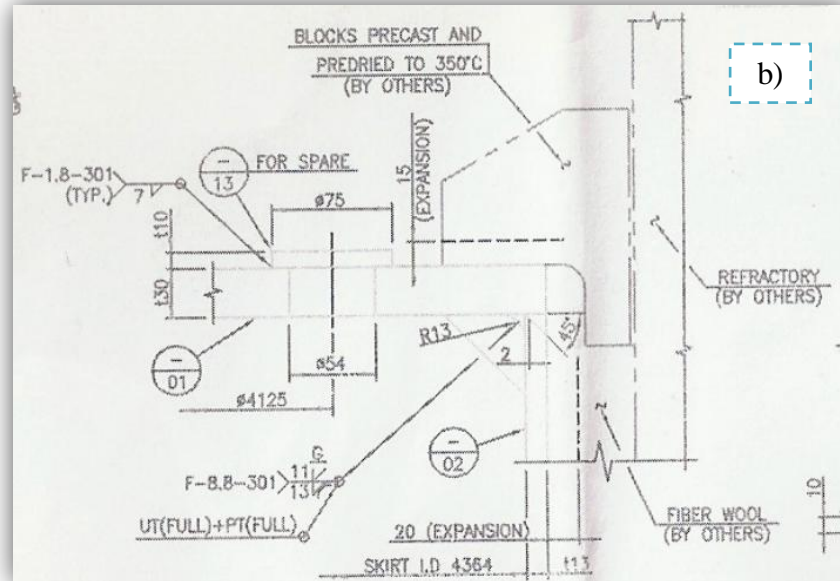 b)
BLOCKS PRECAST AND
PREDRIED TO 350°C
(BY OTHERS)
15
(EXPANSION)
F-1.8-301
(TYP.)
7
-
13
FOR SPARE
ø75
t10
t30
REFRACTORY
(BY OTHERS)
R13
2
45°
-
01
ø54
ø4125
-
02
G
F-8.8-301
11
13
UT(FULL)+PT(FULL)
20 (EXPANSION)
FIBER WOOL
(BY OTHERS)
10
SKIRT I.D 4364
t13